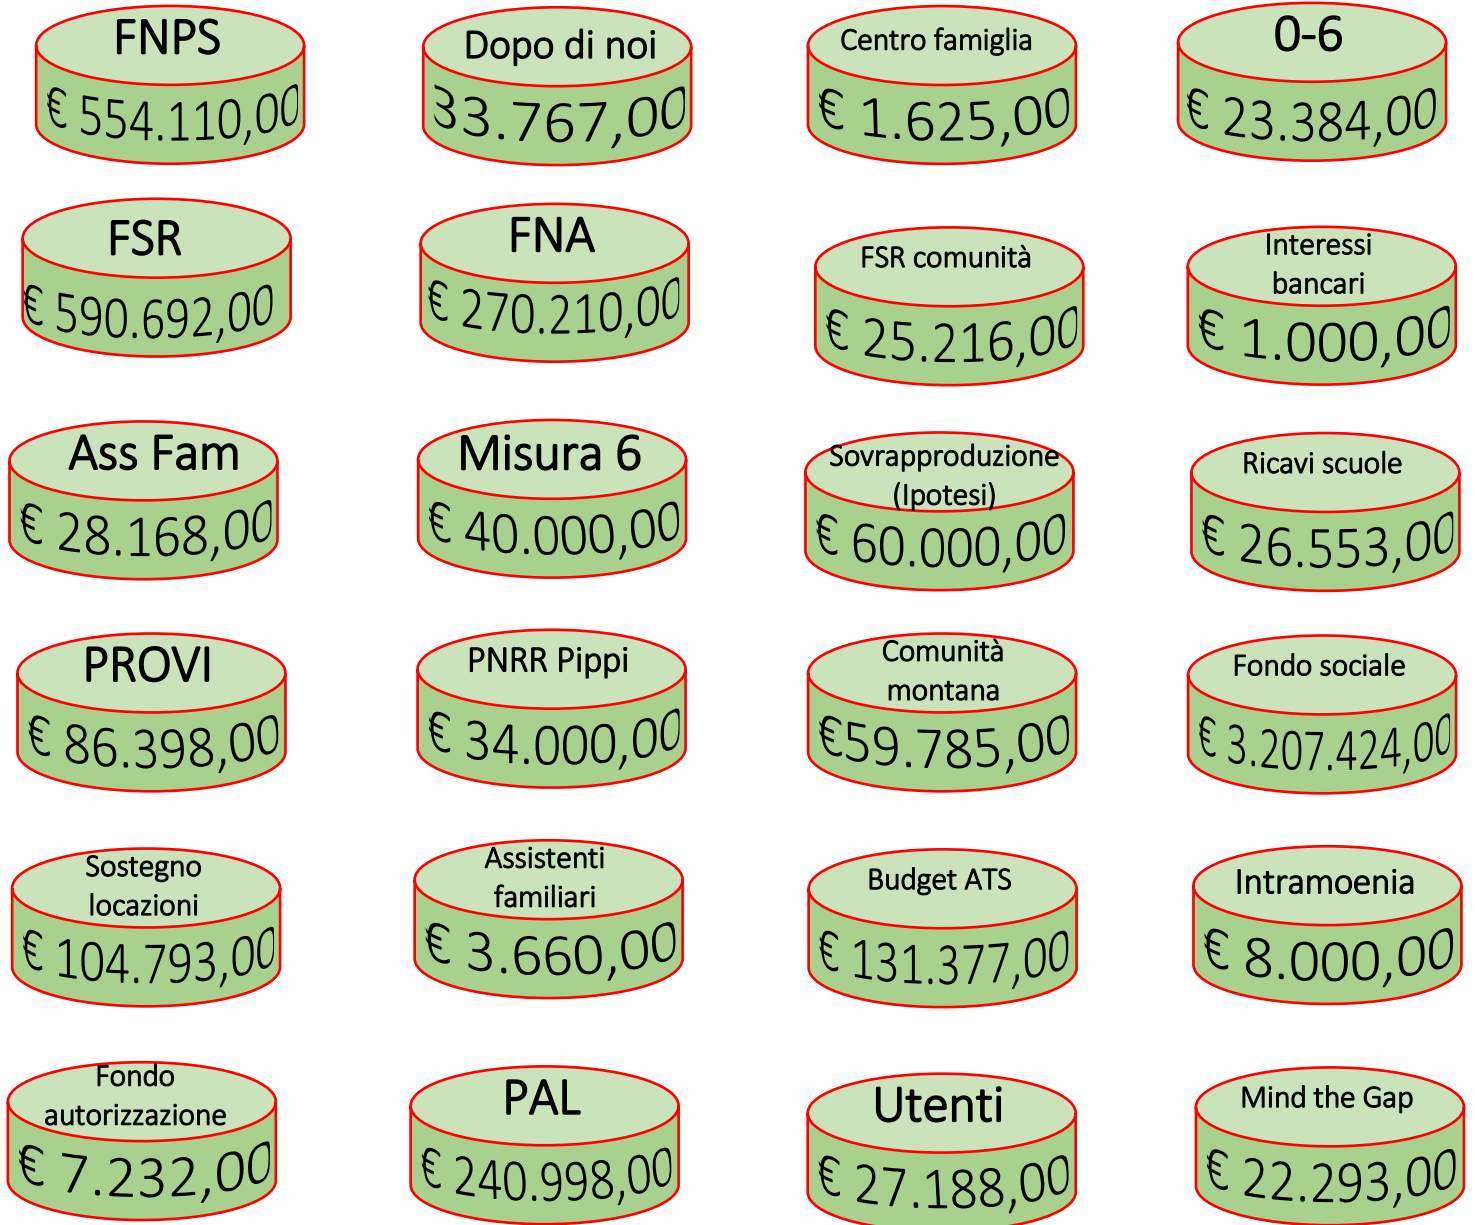 FNPS
€ 554.110,00
Dopo di noi
33.767,00
Centro famiglia
€ 1.625,00
0-6
€ 23.384,00
FSR
€ 590.692,00
FNA
€ 270.210,00
FSR comunità
€ 25.216,00
Interessi
bancari
€ 1.000,00
Ass Fam
€ 28.168,00
Misura 6
€ 40.000,00
Sovrapproduzione
(Ipotesi)
€ 60.000,00
Ricavi scuole
€ 26.553,00
PROVI
€ 86.398,00
PNRR Pippi
€ 34.000,00
Comunità
montana
€59.785,00
Fondo sociale
€ 3.207.424,00
Sostegno
locazioni
€ 104.793,00
Assistenti
familiari
€ 3.660,00
Budget ATS
€ 131.377,00
Intramoenia
€ 8.000,00
Fondo
autorizzazione
€ 7.232,00
PAL
€ 240.998,00
Utenti
€ 27.188,00
Mind the Gap
€ 22.293,00